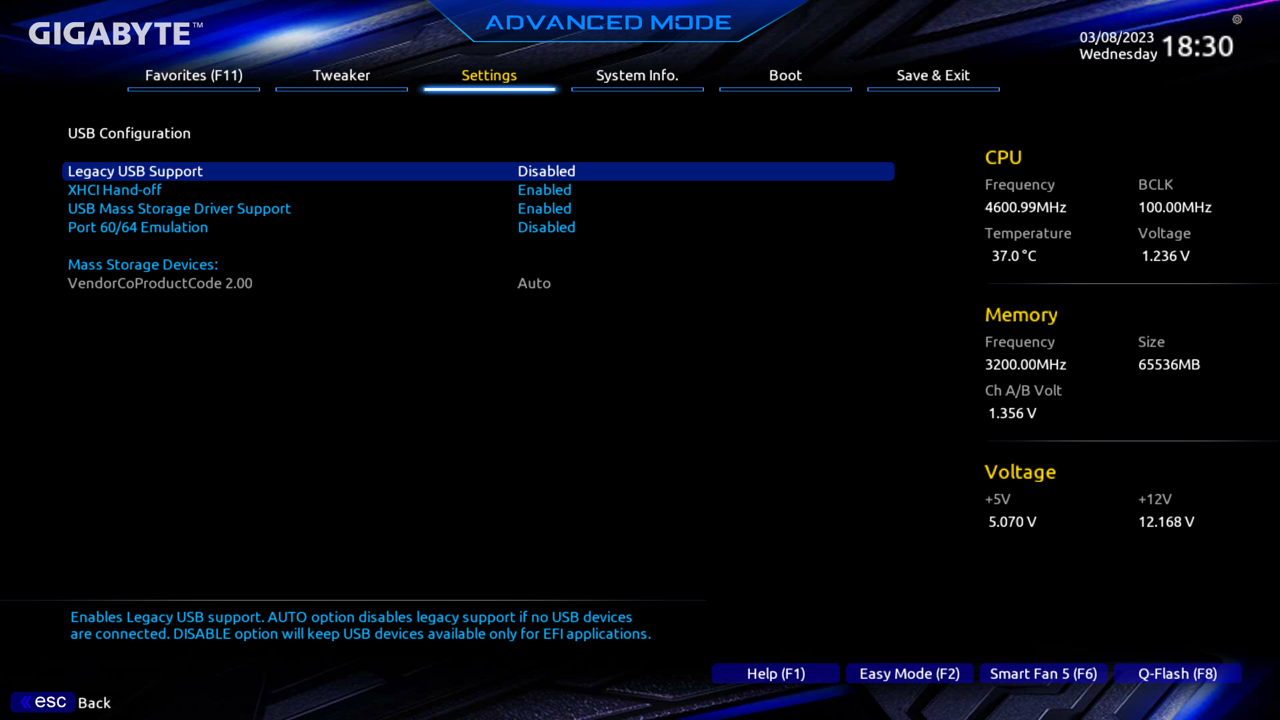 GIGABYTE™
ADVANCED MODE
03/08/2023
Wednesday
18:30
Favorites (F11)
Tweaker
Settings
System Info.
Boot
Save & Exit
USB Configuration
Legacy USB Support Disabled
XHCI Hand-off Enabled
USB Mass Storage Driver Support Enabled
Port 60/64 Emulation Disabled
Mass Storage Devices:
VendorCoProductCode 2.00 Auto
CPU
Frequency BCLK
4600.99MHz 100.00MHz
Temperature Voltage
37.0 °C 1.236 V
Memory
Frequency Size
3200.00MHz 65536MB
Ch A/B Volt
1.356 V
Voltage
+5V +12V
5.070 V 12.168 V
Enables Legacy USB support. AUTO option disables legacy support if no USB devices
are connected. DISABLE option will keep USB devices available only for EFI applications.
Help (F1)
Easy Mode (F2)
Smart Fan 5 (F6)
Q-Flash (F8)
esc Back